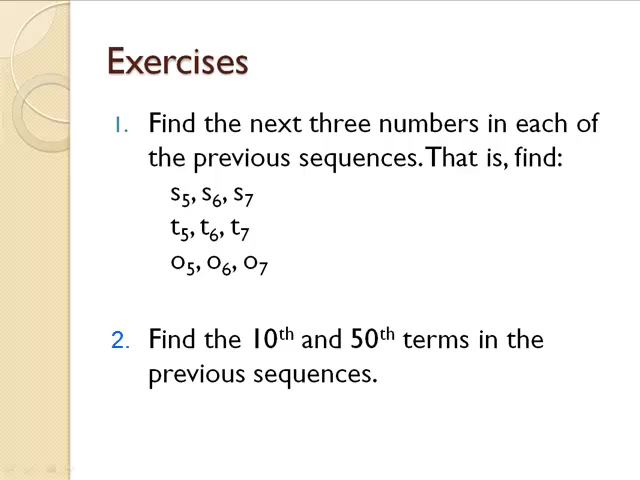 Exercises
1. Find the next three numbers in each of
the previous sequences. That is, find:
s₅, s₆, s₇
t₅, t₆, t₇
o₅, o₆, o₇
2. Find the 10ᵗʰ and 50ᵗʰ terms in the
previous sequences.